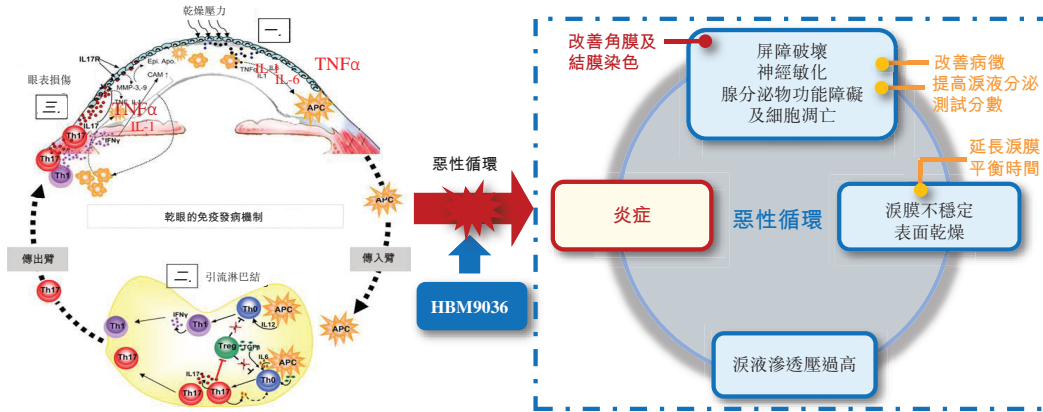 乾燥壓力
一.
IL17R
Epi. Apo.
CAM ↑
MMP-3,-9
眼表損傷
三.
TNFα
IL-1
IL17
IFNγ
Th17
Th17
Th1
TNFα
IL1
IL-6
TNFα
APC
乾眼的免疫發病機制
APC
傳出臂
傳入臂
Th17
二.
引流淋巴結
APC
IFNγ
Th1
Th1
Th0
APC
IL12
Treg
TGFβ
IL6
APC
Th17
IL17
Th0
Th17
Th17
惡性循環
HBM9036
改善角膜及
結膜染色
屏障破壞
神經敏化
腺分泌物功能障礙
及細胞凋亡
改善病徵
提高淚液分泌
測試分數
延長淚膜
平衡時間
炎症
惡性循環
淚膜不穩定
表面乾燥
淚液滲透壓過高